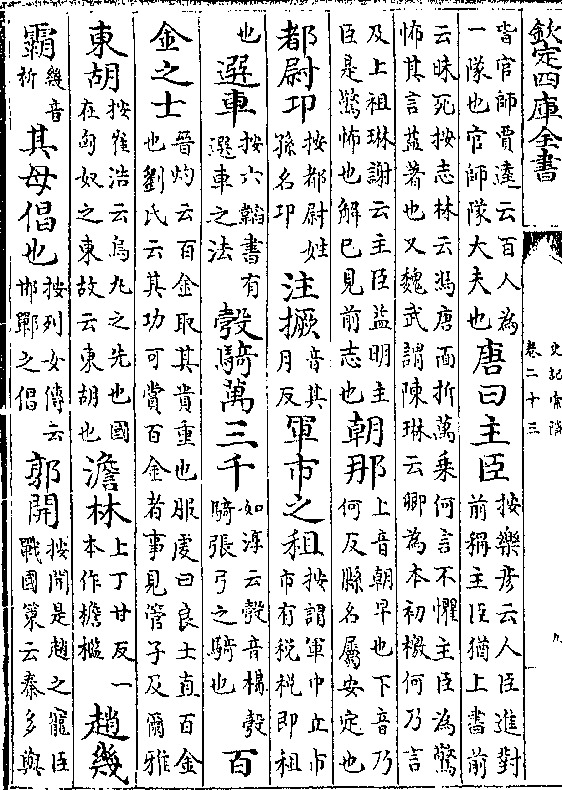 欽定四庫全書
史記索隱
卷二十三
九
皆官師賈逵云百人為
一隊也官師隊大夫也
唐曰主臣
按樂彦云人臣進對
前稱主臣猶上書前
云昧死按志林云馮唐面折萬乗何言不懼主臣為驚
怖其言益著也又魏武謂陳琳云卿為本初檄何乃言
及上祖琳謝云主臣益明主
臣是驚怖也解已見前志也
朝那
上音朝早也下音乃
何反縣名屬安定也
都尉卭
按都尉姓
孫名卭
注撅
音其
月反
軍市之租
按謂軍中立市
市有税税即租
也
選車
按六韜書有
選車之法
彀騎萬三千
如淳云彀音構彀
騎張弓之騎也
百
金之士
晉灼云百金取其貴重也服虔曰良士直百金
也劉氏云其功可賞百金者事見管子及爾雅
東胡
按崔浩云烏丸之先也國
在匈奴之東故云東胡也
澹林
上丁甘反一
本作檐檻
趙幾
霸
幾音
祈
其母倡也
按列女傳云
邯鄲之倡
郭開
按開是趙之寵臣
戰國策云秦多與